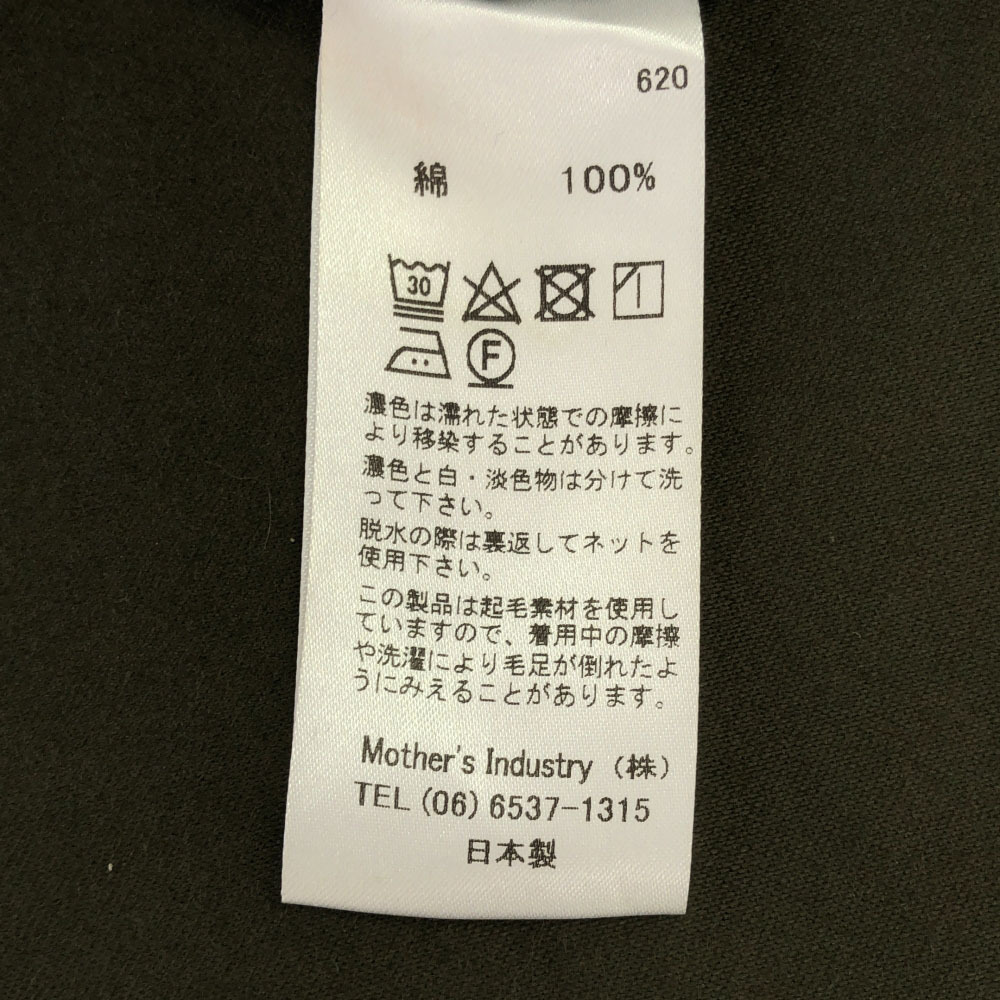 620
綿 100%
30
F
濃色は濡れた状態での摩擦に
より移染することがあります。
濃色と白・淡色物は分けて洗
って下さい。
脱水の際は裏返してネットを
使用下さい。
この製品は起毛素材を使用し
ていますので、着用中の摩擦
や洗濯により毛足が倒れたよ
うにみえることがあります。
Mother's Industry (株)
TEL (06) 6537-1315
日本製